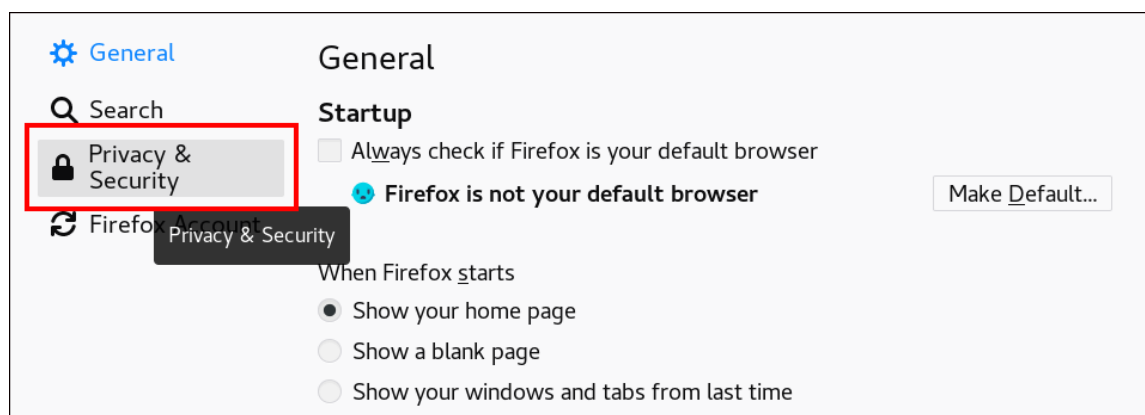 General
Search
Privacy &
Security
Firefox Account
Privacy & Security
General
Startup
Always check if Firefox is your default browser
Firefox is not your default browser
Make Default...
When Firefox starts
Show your home page
Show a blank page
Show your windows and tabs from last time